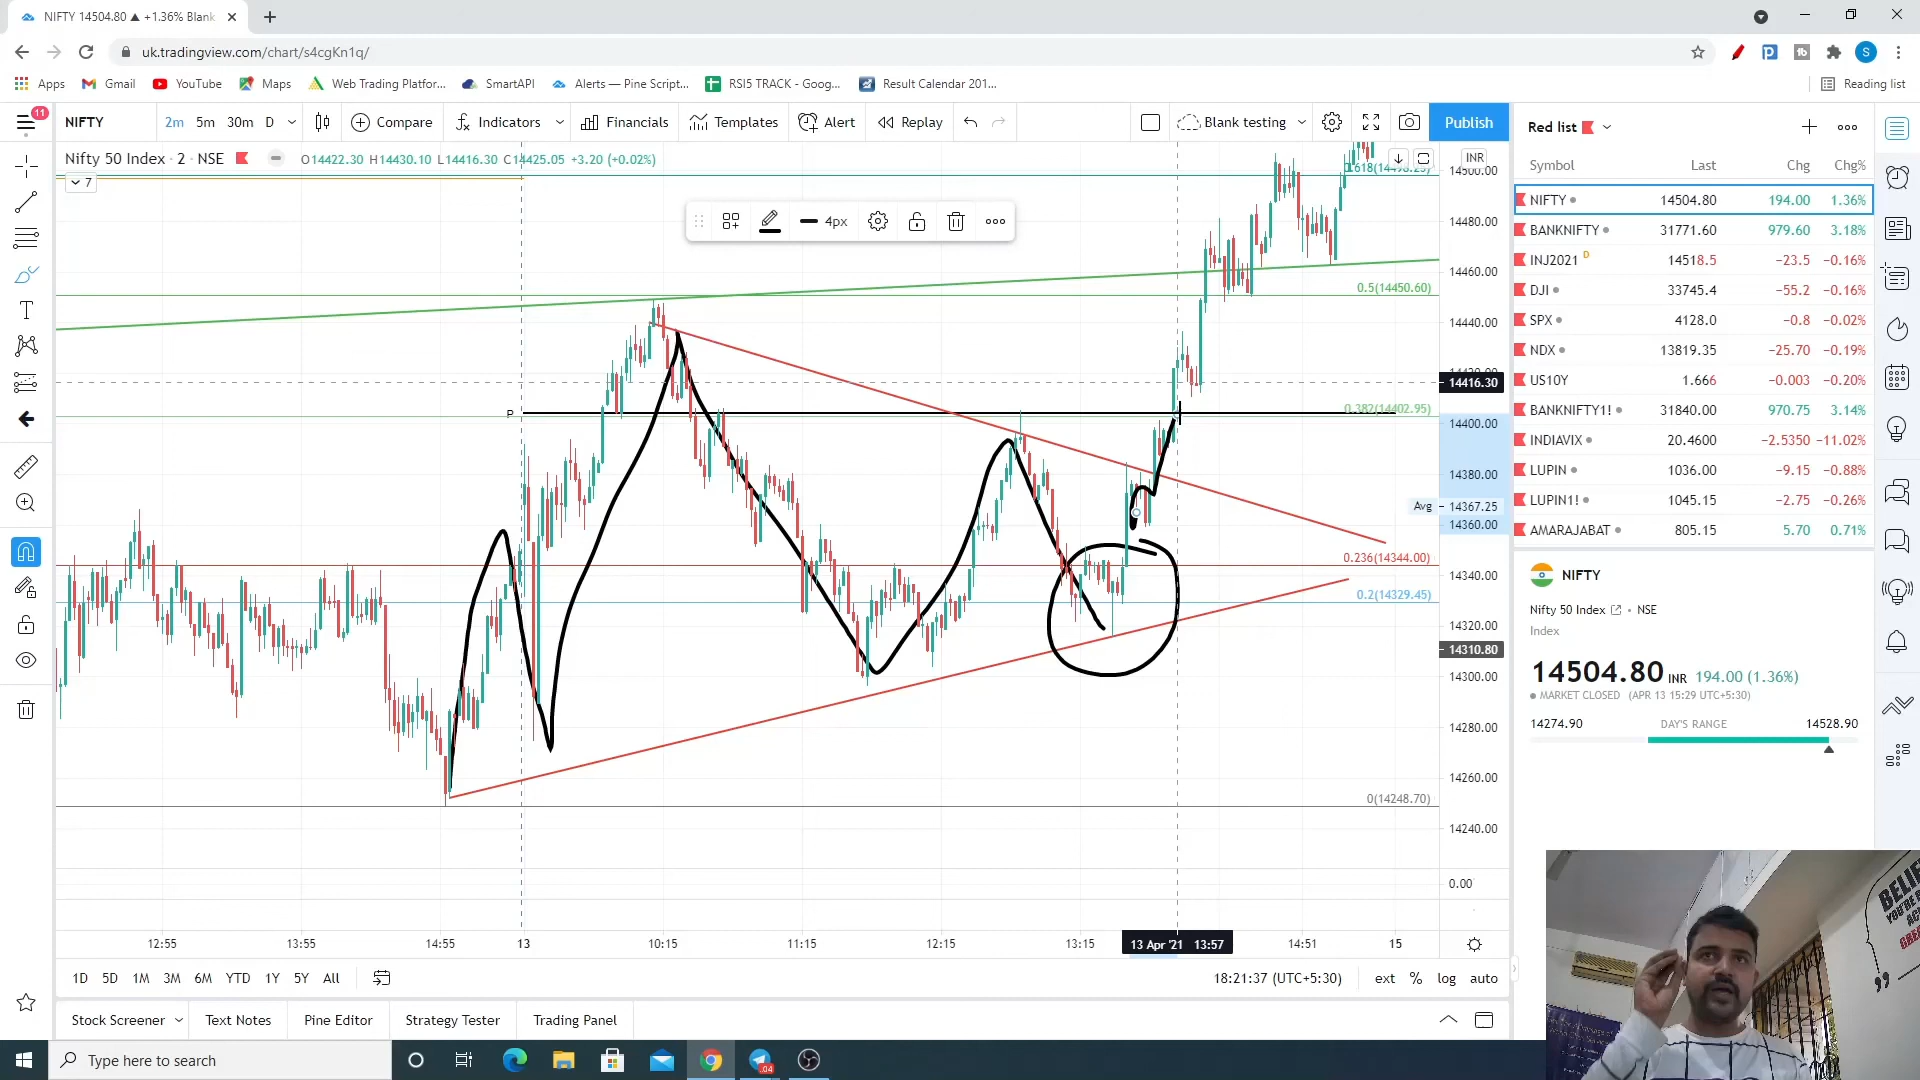 NIFTY 14504.80 ▲ +1.36% Blank
uk.tradingview.com/chart/s4cgKn1q/
Apps Gmail YouTube Maps Web Trading Platfor... SmartAPI Alerts — Pine Script... RSI5 TRACK - Goog... Result Calendar 201... Reading list
11
NIFTY 2m 5m 30m D Compare Indicators Financials Templates Alert Replay Blank testing Publish
Nifty 50 Index · 2 · NSE O14422.30 H14430.10 L14416.30 C14425.05 +3.20 (+0.02%)
7
4px
INR
14500.00
14480.00
14460.00
0.5(14450.60)
14440.00
14416.30
P
0.382(14402.95)
14400.00
14380.00
Avg 14367.25
14360.00
0.236(14344.00)
14340.00
0.2(14329.45)
14320.00
14310.80
14300.00
14280.00
14260.00
0(14248.70)
14240.00
0.00
12:55 13:55 14:55 13 10:15 11:15 12:15 13:15 13 Apr '21 13:57 14:51 15
1D 5D 1M 3M 6M YTD 1Y 5Y All 18:21:37 (UTC+5:30) ext % log auto
Stock Screener Text Notes Pine Editor Strategy Tester Trading Panel
Red list
Symbol Last Chg Chg%
NIFTY 14504.80 194.00 1.36%
BANKNIFTY 31771.60 979.60 3.18%
INJ2021 D 14518.5 −23.5 −0.16%
DJI 33745.4 −55.2 −0.16%
SPX 4128.0 −0.8 −0.02%
NDX 13819.35 −25.70 −0.19%
US10Y 1.666 −0.003 −0.20%
BANKNIFTY1! 31840.00 970.75 3.14%
INDIAVIX 20.4600 −2.5350 −11.02%
LUPIN 1036.00 −9.15 −0.88%
LUPIN1! 1045.15 −2.75 −0.26%
AMARAJABAT 805.15 5.70 0.71%
NIFTY
Nifty 50 Index · NSE
Index
14504.80 INR 194.00 (1.36%)
MARKET CLOSED (APR 13 15:29 UTC+5:30)
14274.90 DAY'S RANGE 14528.90
Type here to search
S